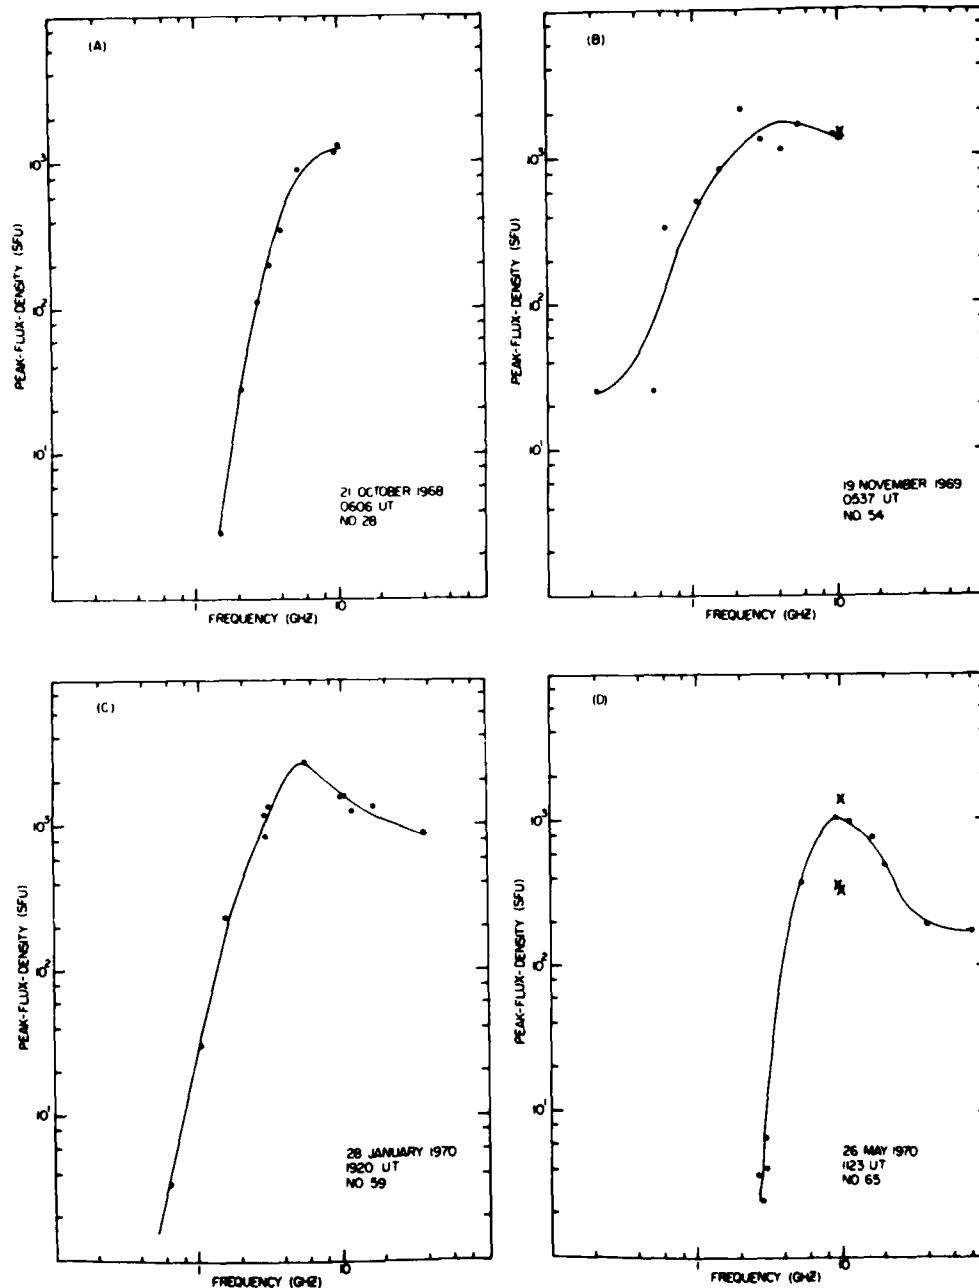 (A)
10³
10²
10¹
PEAK-FLUX-DENSITY (SFU)
1
10
FREQUENCY (GHZ)
21 OCTOBER 1968
0606 UT
NO 28
(B)
10³
10²
10¹
PEAK-FLUX-DENSITY (SFU)
1
10
FREQUENCY (GHZ)
19 NOVEMBER 1969
0537 UT
NO. 54
(C)
10³
10²
10¹
PEAK-FLUX-DENSITY (SFU)
1
10
FREQUENCY (GHZ)
28 JANUARY 1970
1920 UT
NO 59
(D)
10³
10²
10¹
PEAK-FLUX-DENSITY (SFU)
1
10
FREQUENCY (GHZ)
26 MAY 1970
1123 UT
NO 65